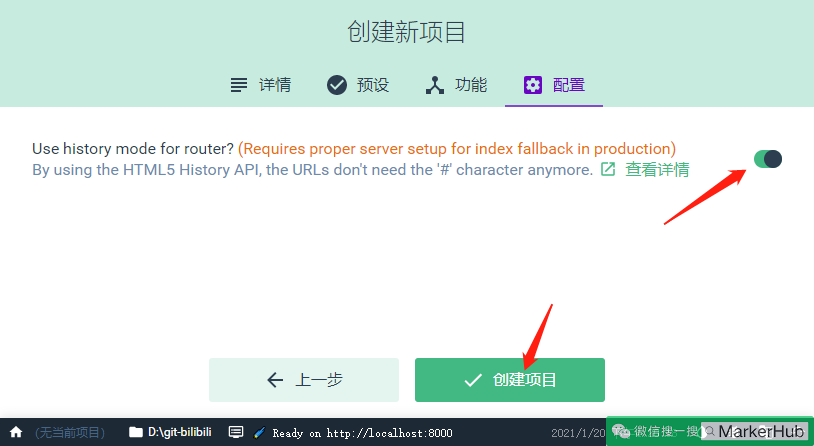 创建新项目
详情 预设 功能 配置
Use history mode for router? (Requires proper server setup for index fallback in production)
By using the HTML5 History API, the URLs don't need the '#' character anymore. 查看详情
上一步 创建项目
(无当前项目) D:\git-bilibili Ready on http://localhost:8000 2021/1/20 微信搜一搜 MarkerHub